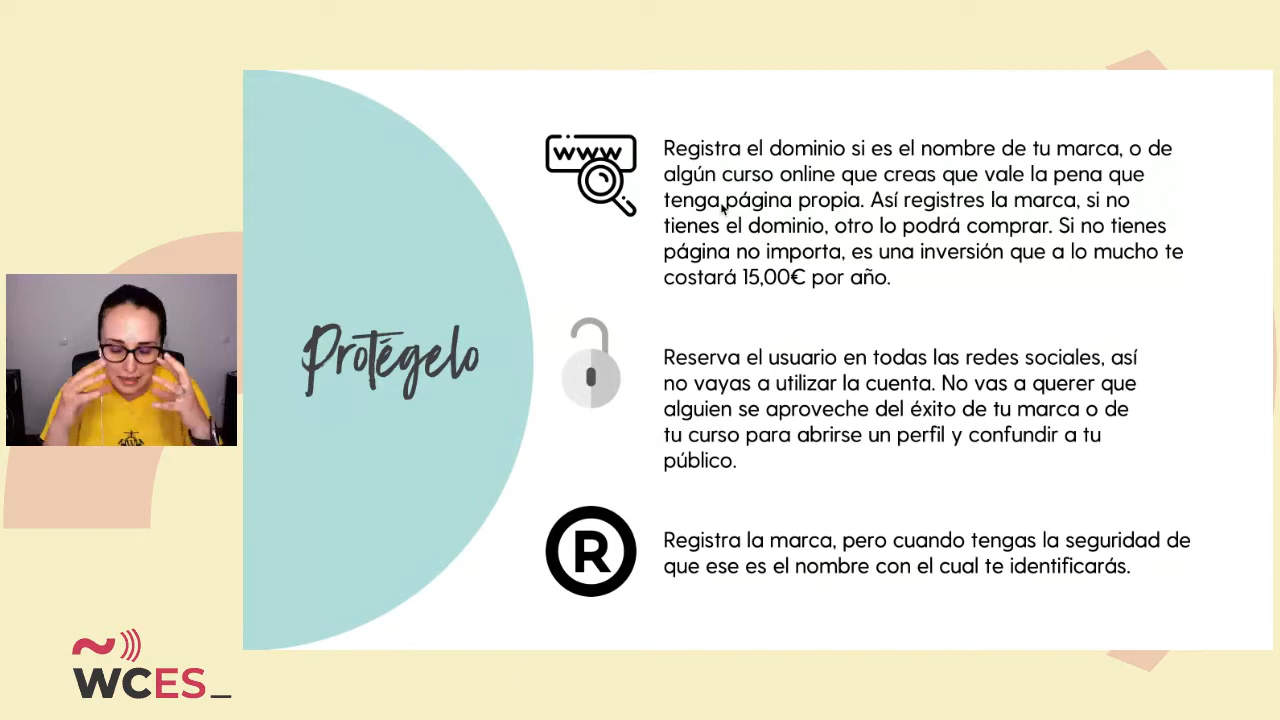 Protégelo
www
Registra el dominio si es el nombre de tu marca, o de
algún curso online que creas que vale la pena que
tenga página propia. Así registres la marca, si no
tienes el dominio, otro lo podrá comprar. Si no tienes
página no importa, es una inversión que a lo mucho te
costará 15,00€ por año.
Reserva el usuario en todas las redes sociales, así
no vayas a utilizar la cuenta. No vas a querer que
alguien se aproveche del éxito de tu marca o de
tu curso para abrirse un perfil y confundir a tu
público.
R
Registra la marca, pero cuando tengas la seguridad de
que ese es el nombre con el cual te identificarás.
WCES_